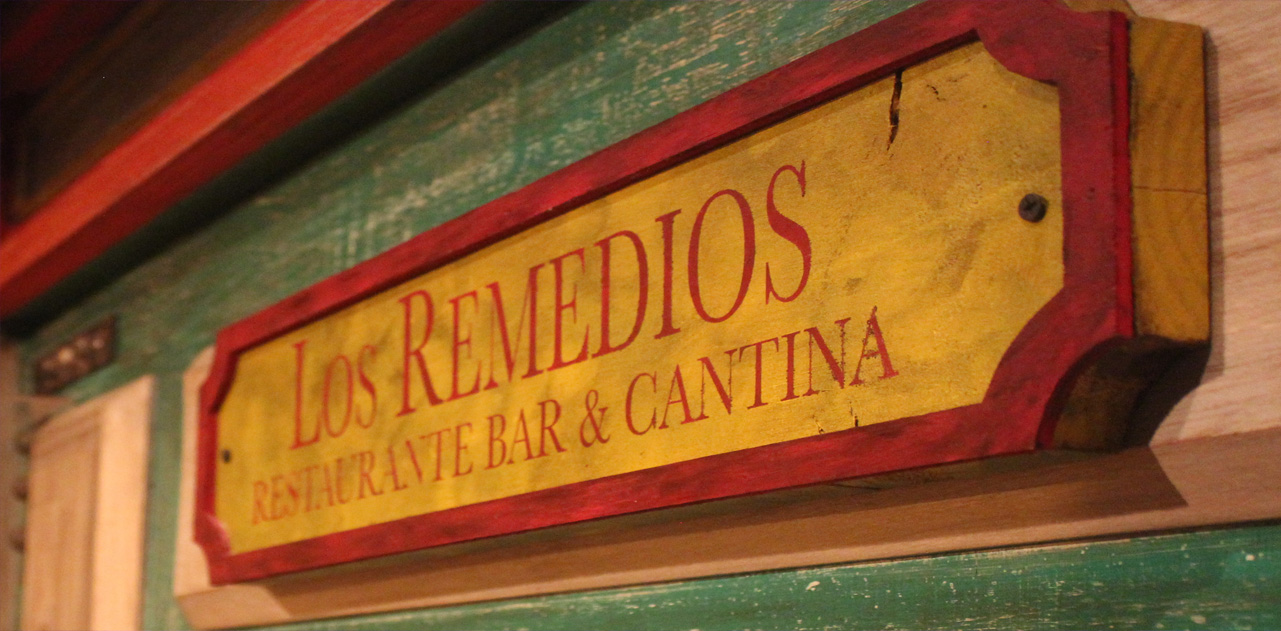 LOS REMEDIOS
RESTAURANTE BAR & CANTINA